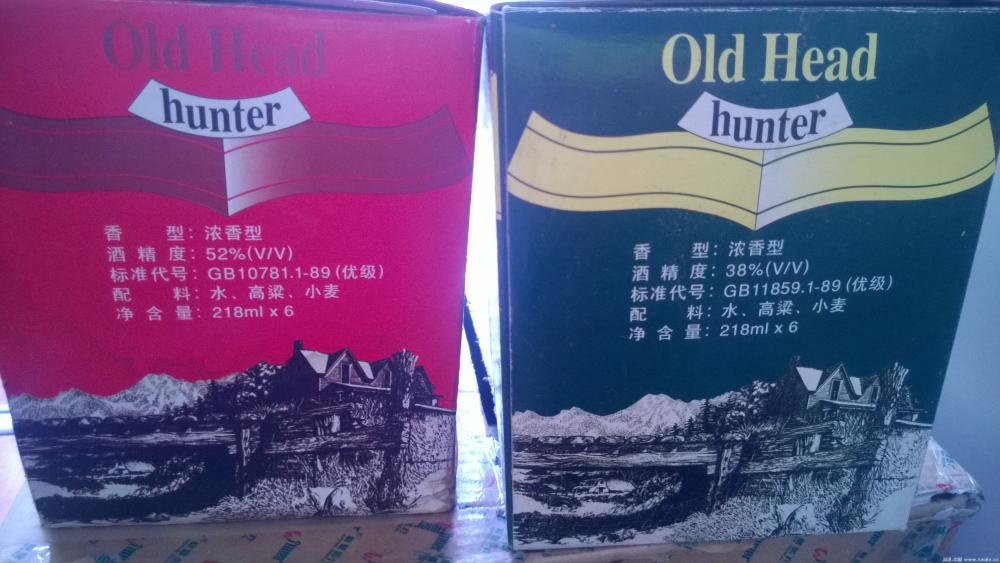 Old Head
hunter
香 型：浓香型
酒 精 度：52%(V/V)
标准代号：GB10781.1-89(优级)
配 料：水、高粱、小麦
净 含 量：218ml x 6
Old Head
hunter
香 型：浓香型
酒 精 度：38%(V/V)
标准代号：GB11859.1-89(优级)
配 料：水、高粱、小麦
净 含 量：218ml x 6